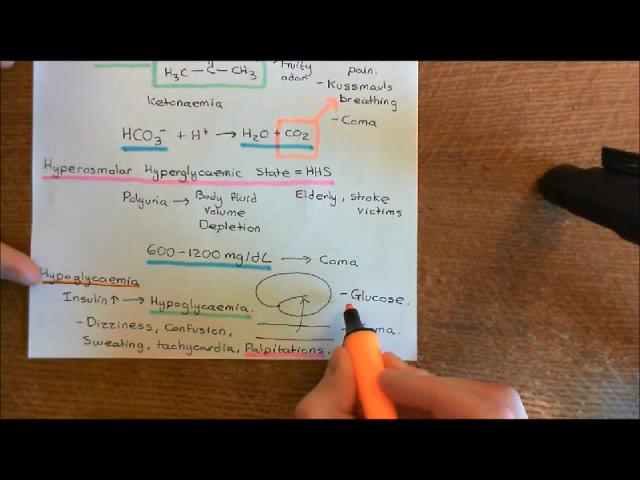 H₃C - C - CH₃
fruity
odor
pain.
- Kussmauls
breathing
- Coma
Ketonaemia
HCO₃⁻ + H⁺ → H₂O + CO₂
Hyperosmolar Hyperglycaemic State = HHS
Polyuria → Body fluid
Volume
Depletion
Elderly, stroke
victims
600-1200 mg/dL → Coma
Hypoglycaemia
Insulin↑ → Hypoglycaemia.
- Dizziness, confusion,
Sweating, tachycardia, Palpitations.
- Glucose.